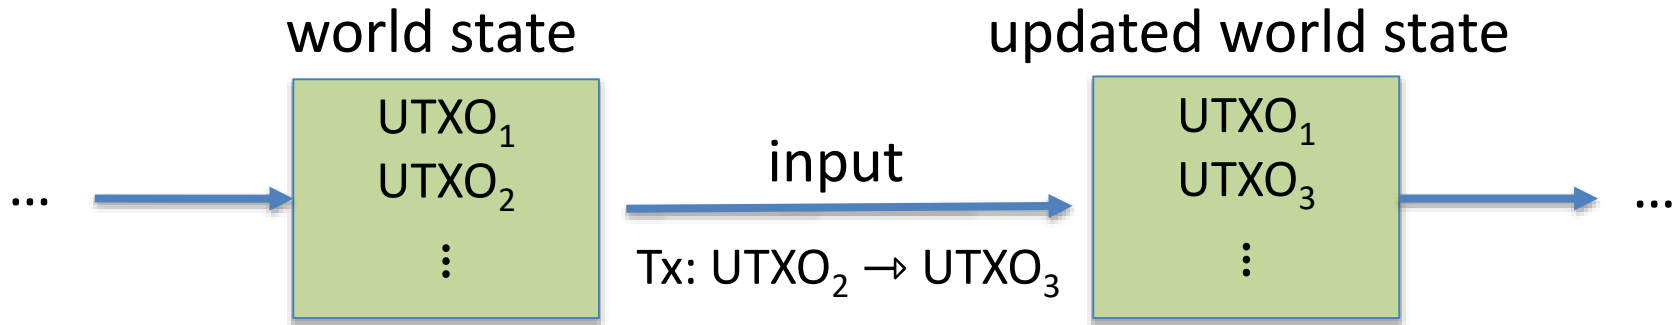 world state
UTXO₁
UTXO₂
⋮
...
input
Tx: UTXO₂ → UTXO₃
updated world state
UTXO₁
UTXO₃
⋮
...